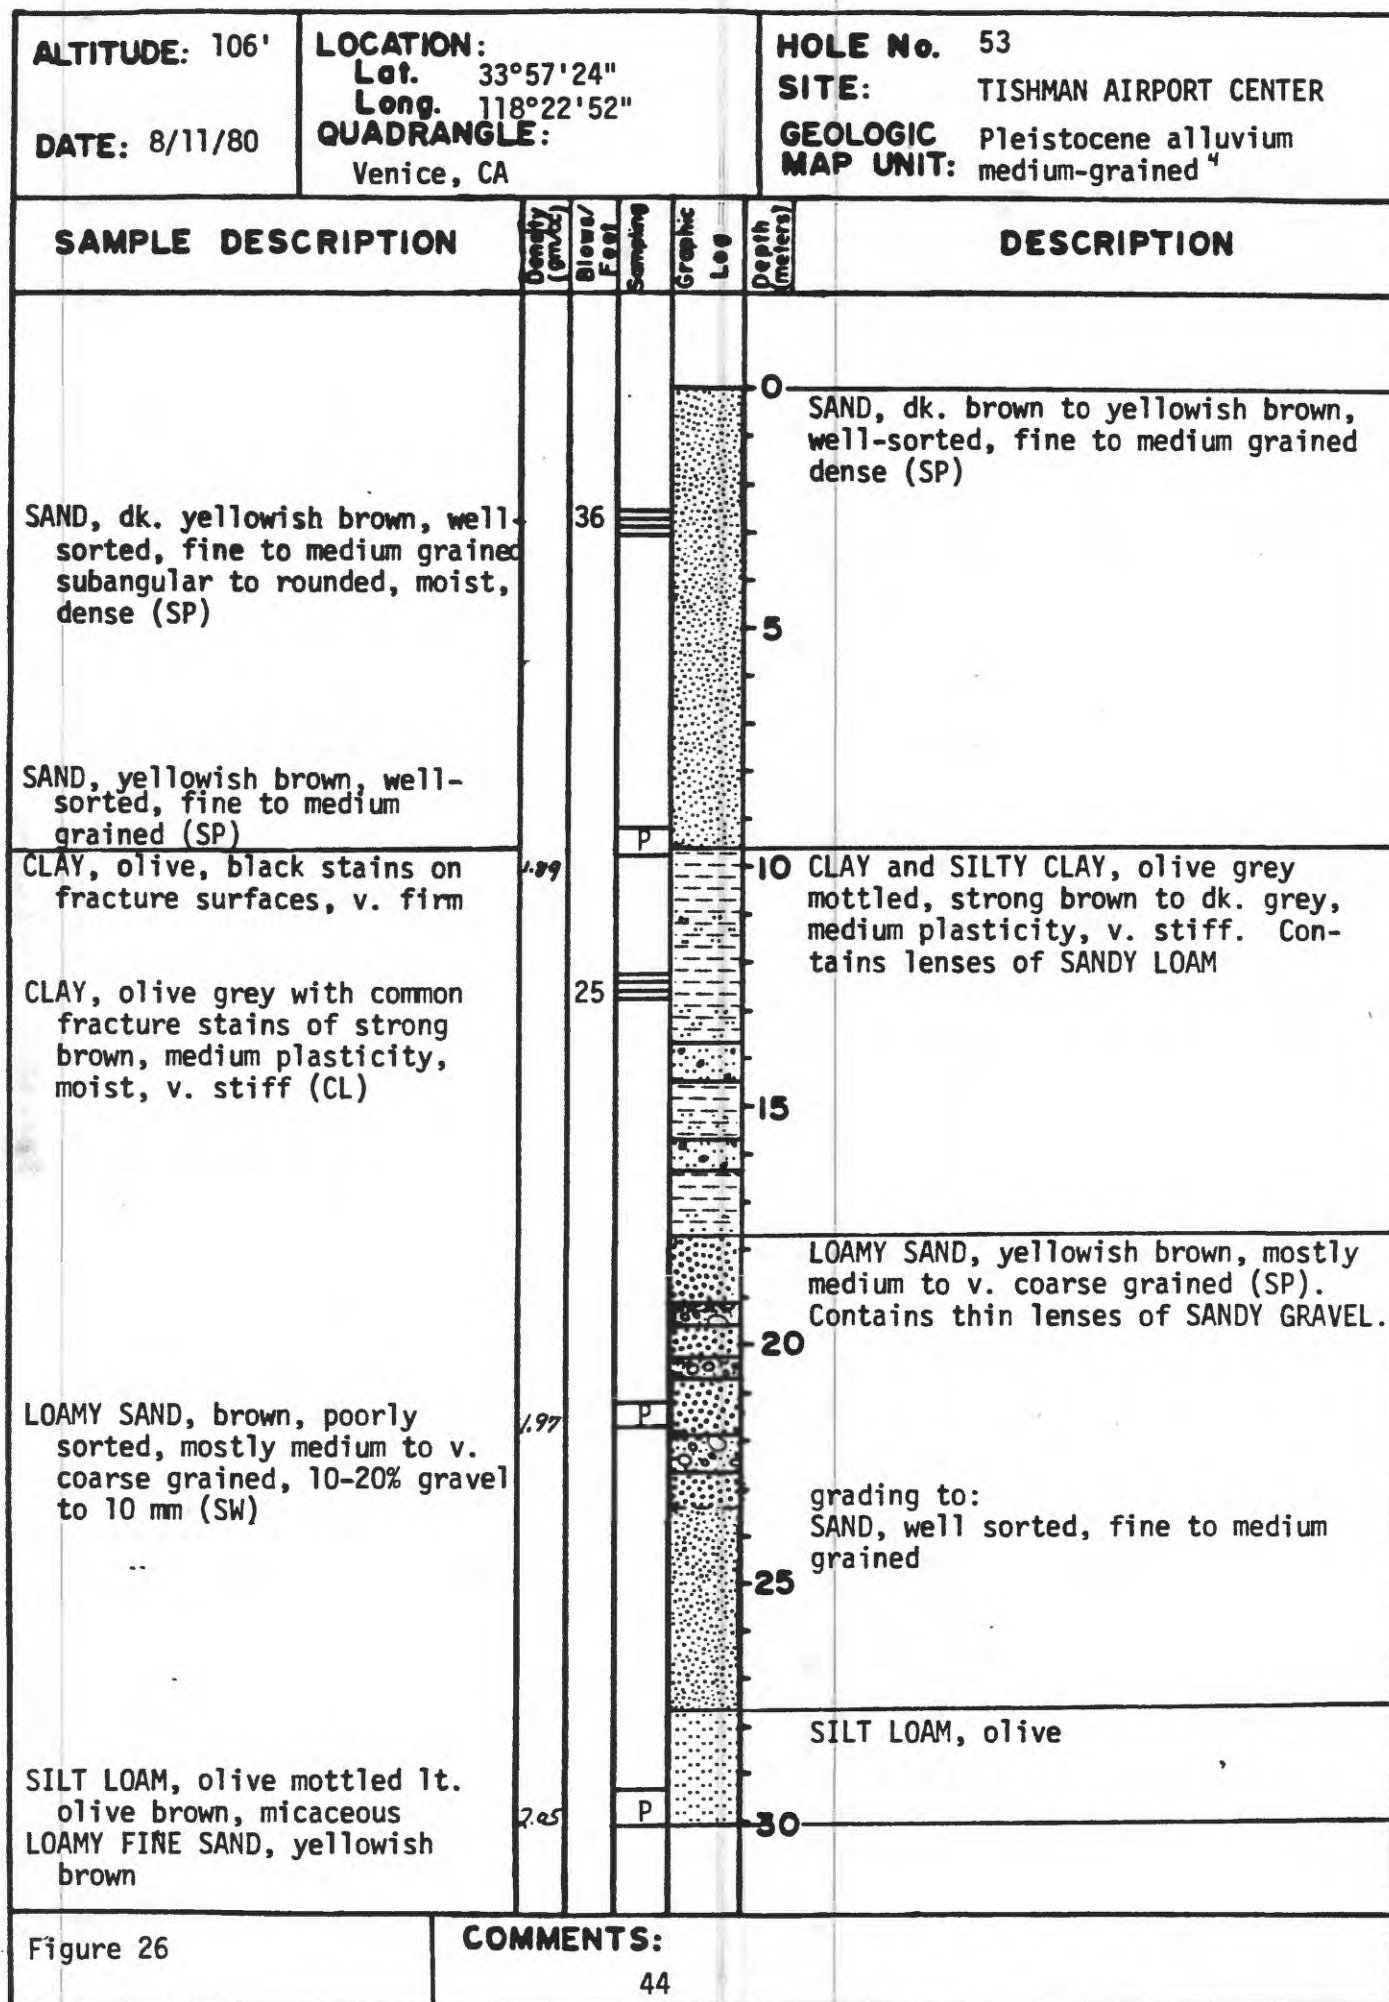 ALTITUDE: 106'
DATE: 8/11/80
LOCATION:
Lat. 33°57'24"
Long. 118°22'52"
QUADRANGLE:
Venice, CA
HOLE No. 53
SITE: TISHMAN AIRPORT CENTER
GEOLOGIC Pleistocene alluvium
MAP UNIT: medium-grained 4
SAMPLE DESCRIPTION
Density
(gm/cc)
Blows/
Foot
Sampling
Graphic
Log
Depth
(meters)
DESCRIPTION
0
SAND, dk. brown to yellowish brown,
well-sorted, fine to medium grained
dense (SP)
SAND, dk. yellowish brown, well-
sorted, fine to medium grained
subangular to rounded, moist,
dense (SP)
36
5
SAND, yellowish brown, well-
sorted, fine to medium
grained (SP)
P
CLAY, olive, black stains on
fracture surfaces, v. firm
1.89
10
CLAY and SILTY CLAY, olive grey
mottled, strong brown to dk. grey,
medium plasticity, v. stiff. Con-
tains lenses of SANDY LOAM
CLAY, olive grey with common
fracture stains of strong
brown, medium plasticity,
moist, v. stiff (CL)
25
15
LOAMY SAND, yellowish brown, mostly
medium to v. coarse grained (SP).
Contains thin lenses of SANDY GRAVEL.
20
LOAMY SAND, brown, poorly
sorted, mostly medium to v.
coarse grained, 10-20% gravel
to 10 mm (SW)
1.97
P
grading to:
SAND, well sorted, fine to medium
grained
25
SILT LOAM, olive
SILT LOAM, olive mottled lt.
olive brown, micaceous
LOAMY FINE SAND, yellowish
brown
2.05
P
30
Figure 26
COMMENTS:
44